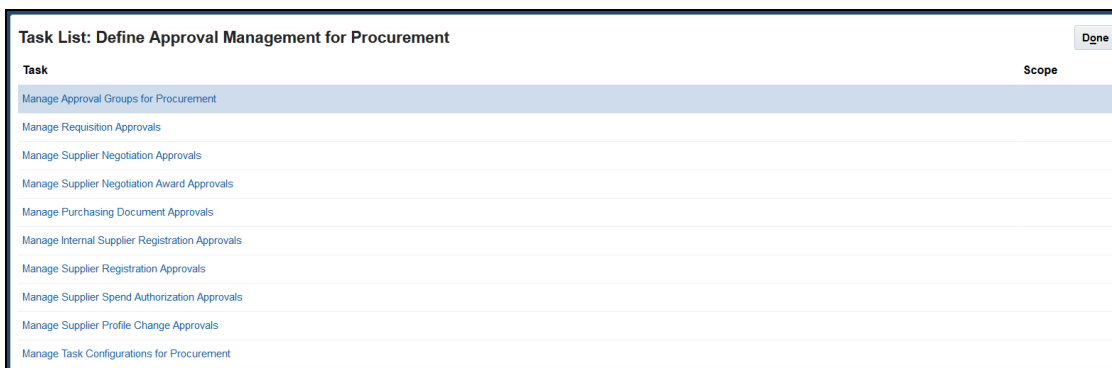 Task List: Define Approval Management for Procurement
Done
Task Scope
Manage Approval Groups for Procurement
Manage Requisition Approvals
Manage Supplier Negotiation Approvals
Manage Supplier Negotiation Award Approvals
Manage Purchasing Document Approvals
Manage Internal Supplier Registration Approvals
Manage Supplier Registration Approvals
Manage Supplier Spend Authorization Approvals
Manage Supplier Profile Change Approvals
Manage Task Configurations for Procurement